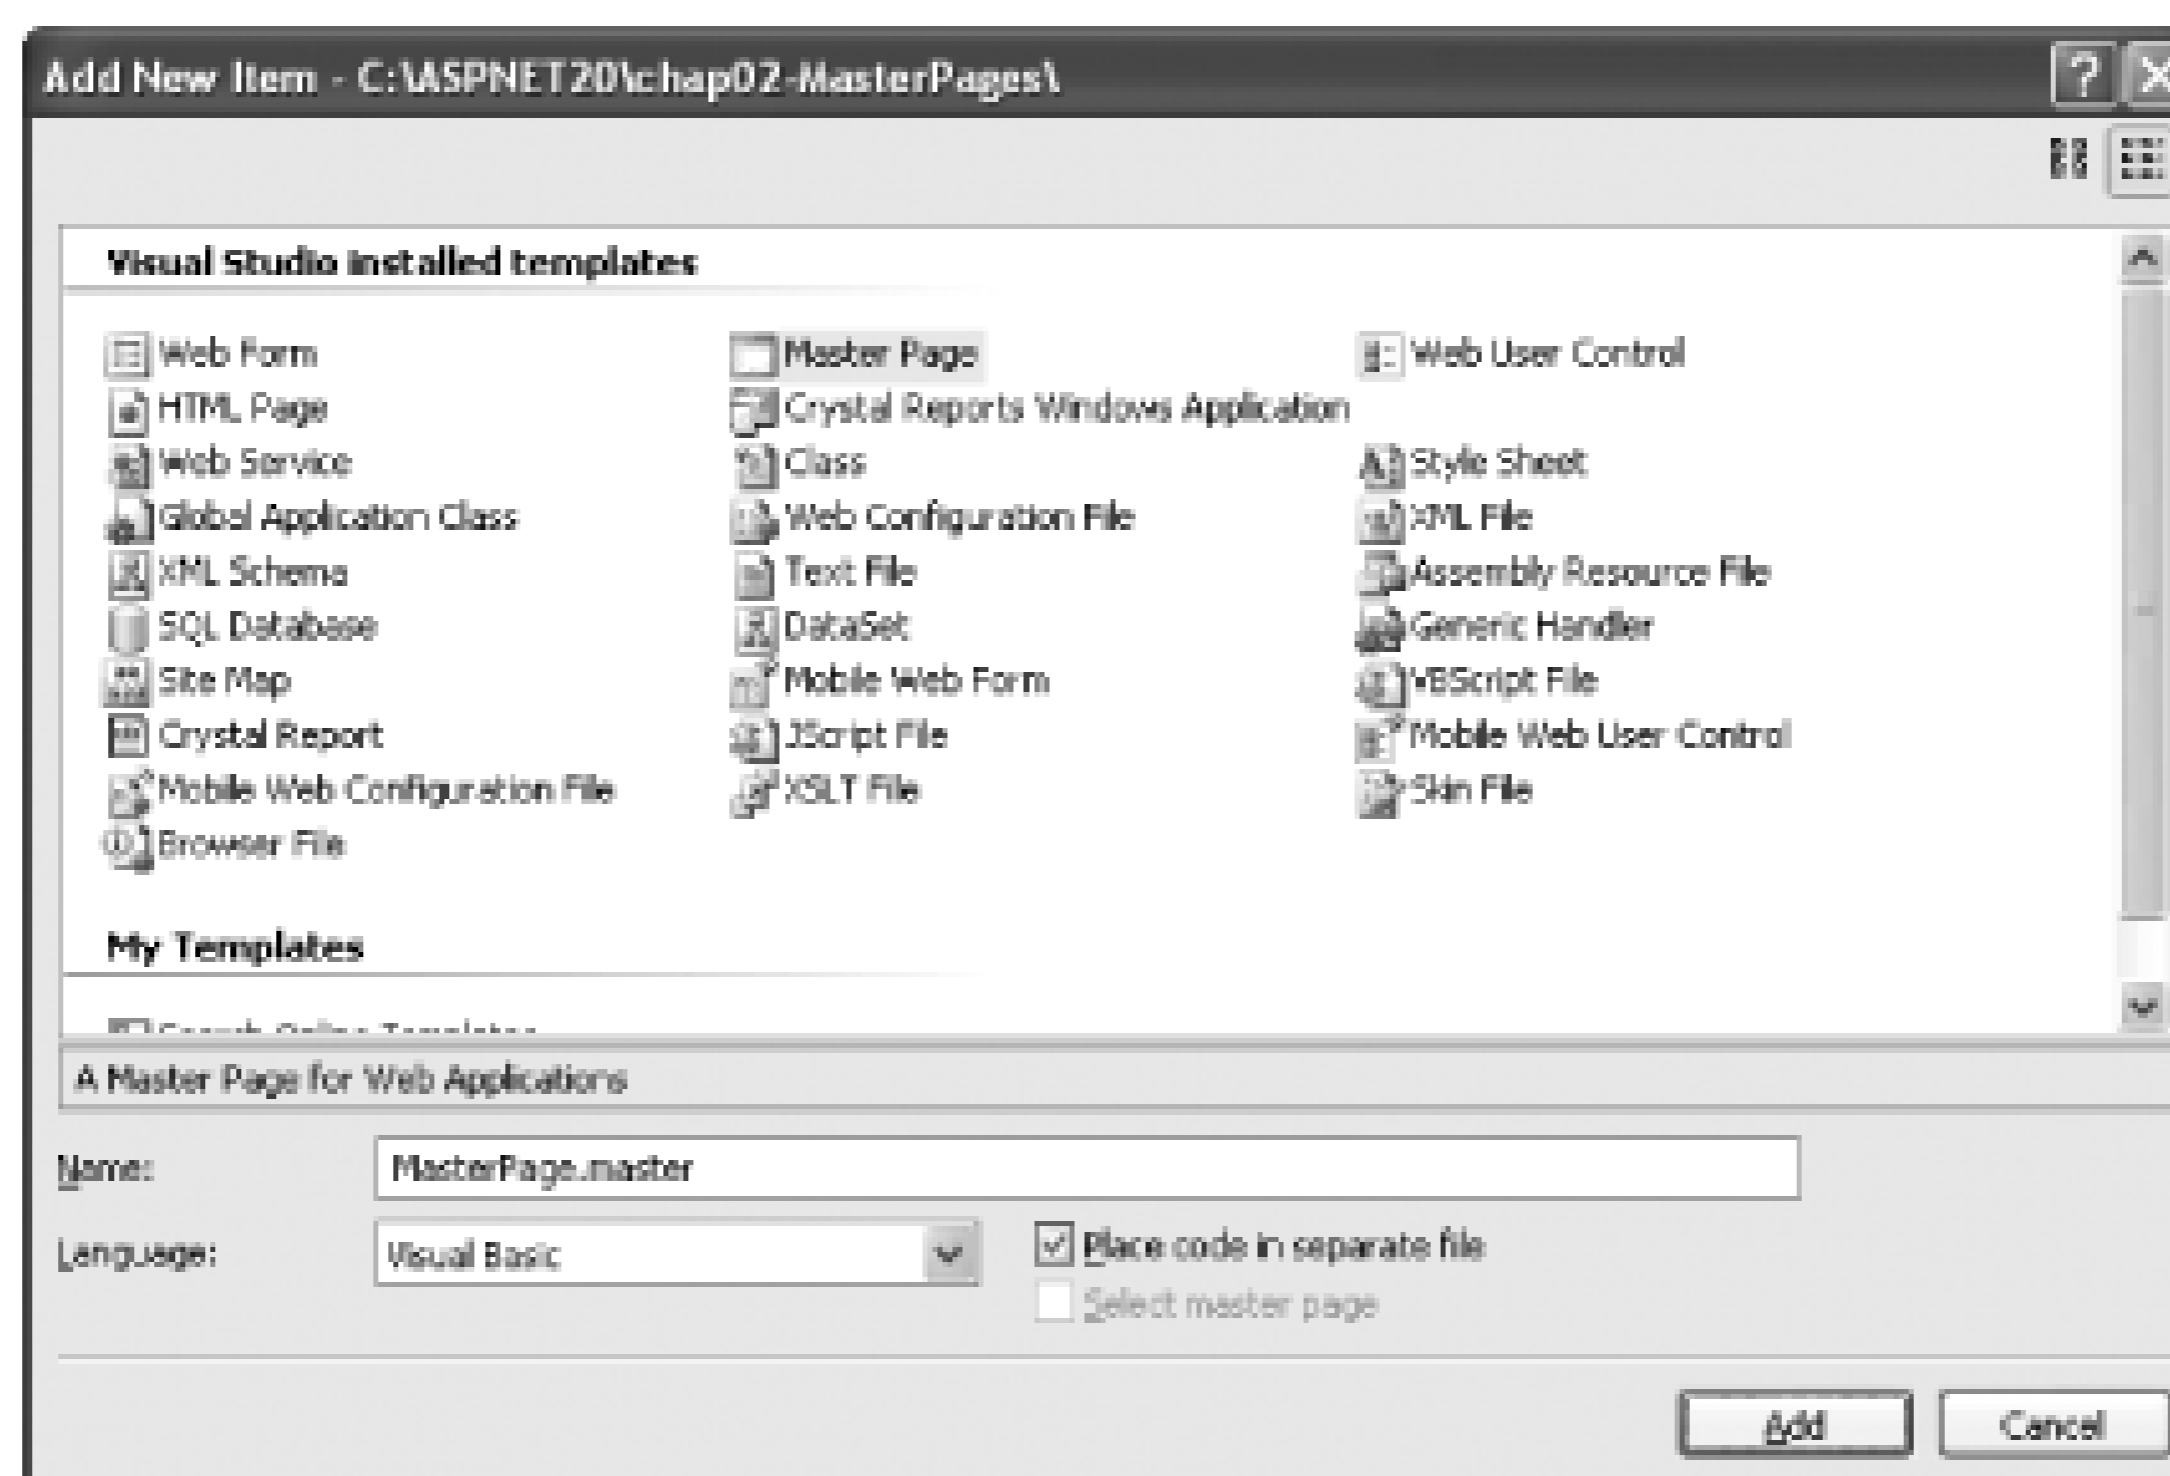 Add New Item - C:\ASPNET20\chap02-MasterPages\
Visual Studio installed templates
Web Form Master Page Web User Control
HTML Page Crystal Reports Windows Application
Web Service Class Style Sheet
Global Application Class Web Configuration File XML File
XML Schema Text File Assembly Resource File
SQL Database DataSet Generic Handler
Site Map Mobile Web Form VBScript File
Crystal Report JScript File Mobile Web User Control
Mobile Web Configuration File XSLT File Skin File
Browser File
My Templates
Search Online Templates
A Master Page for Web Applications
Name: MasterPage.master
Language: Visual Basic Place code in separate file
Select master page
Add Cancel